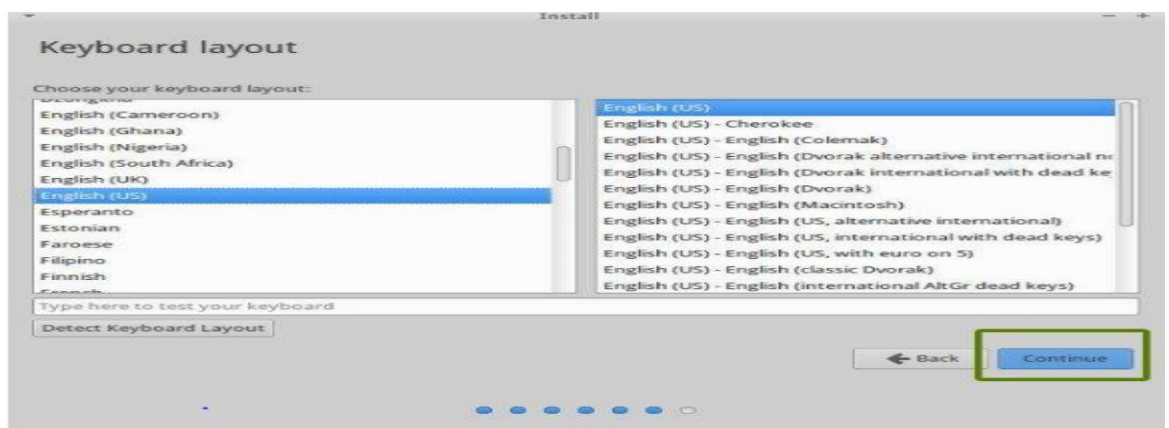 Install
Keyboard layout
Choose your keyboard layout:
Dzongkha
English (Cameroon)
English (Ghana)
English (Nigeria)
English (South Africa)
English (UK)
English (US)
Esperanto
Estonian
Faroese
Filipino
Finnish
French
English (US)
English (US) - Cherokee
English (US) - English (Colemak)
English (US) - English (Dvorak alternative international no
English (US) - English (Dvorak international with dead ke
English (US) - English (Dvorak)
English (US) - English (Macintosh)
English (US) - English (US, alternative international)
English (US) - English (US, international with dead keys)
English (US) - English (US, with euro on 5)
English (US) - English (classic Dvorak)
English (US) - English (international AltGr dead keys)
Type here to test your keyboard
Detect Keyboard Layout
Back
Continue